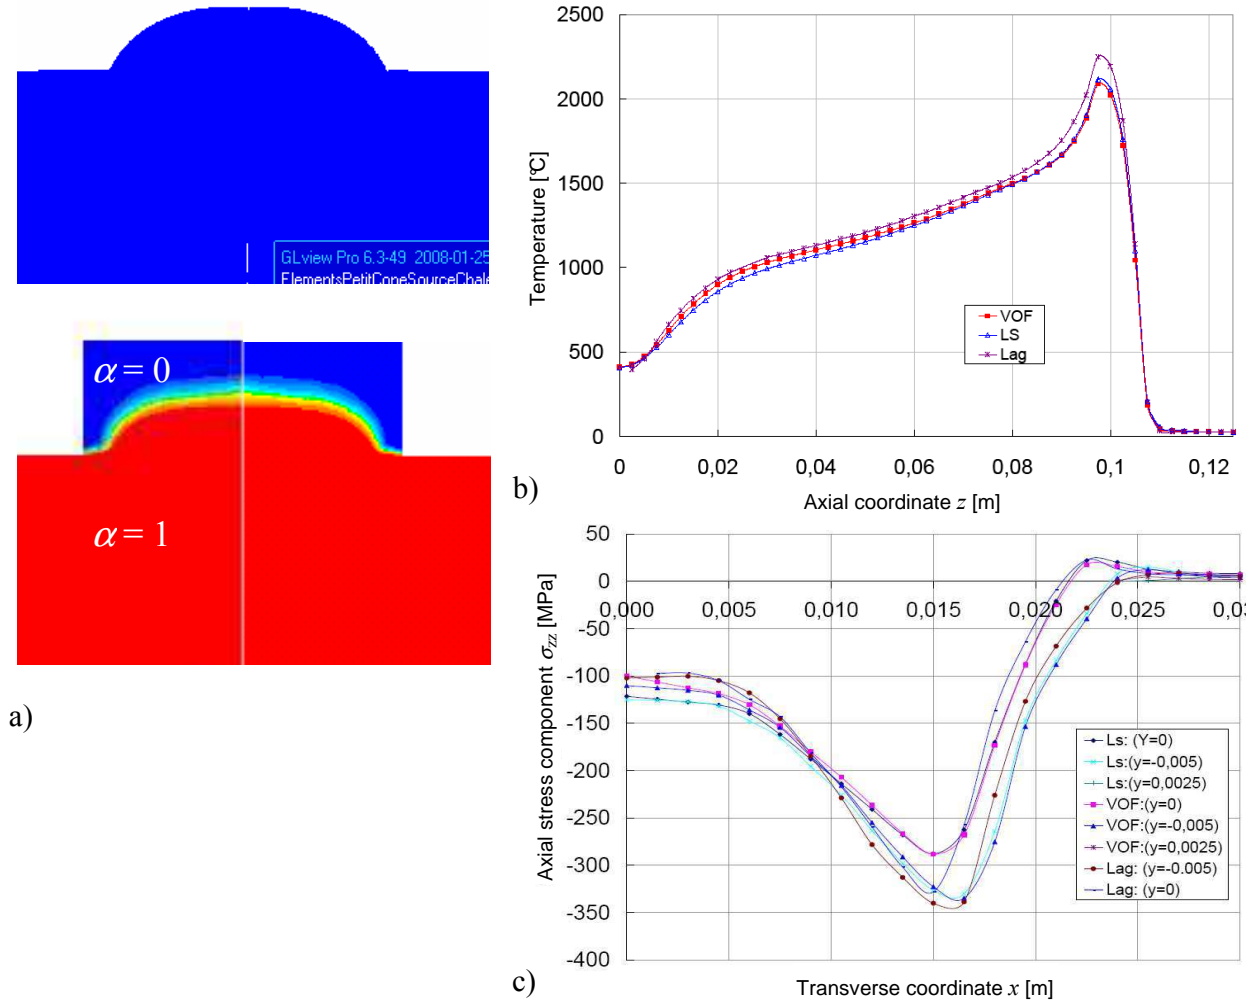 GLview Pro 6.3-49 2008-01-25
ElementsPetitConeSourceChale
α = 0
α = 1
a)
2500
2000
1500
1000
500
0
Temperature [°C]
VOF
LS
Lag
0 0,02 0,04 0,06 0,08 0,1 0,12
Axial coordinate z [m]
b)
50
0
-50
-100
-150
-200
-250
-300
-350
-400
Axial stress component σzz [MPa]
0,000 0,005 0,010 0,015 0,020 0,025 0,03
Ls: (Y=0)
Ls:(y=-0,005)
Ls:(y=0,0025)
VOF:(y=0)
VOF:(y=-0,005)
VOF:(y=0,0025)
Lag: (y=-0.005)
Lag: (y=0)
Transverse coordinate x [m]
c)